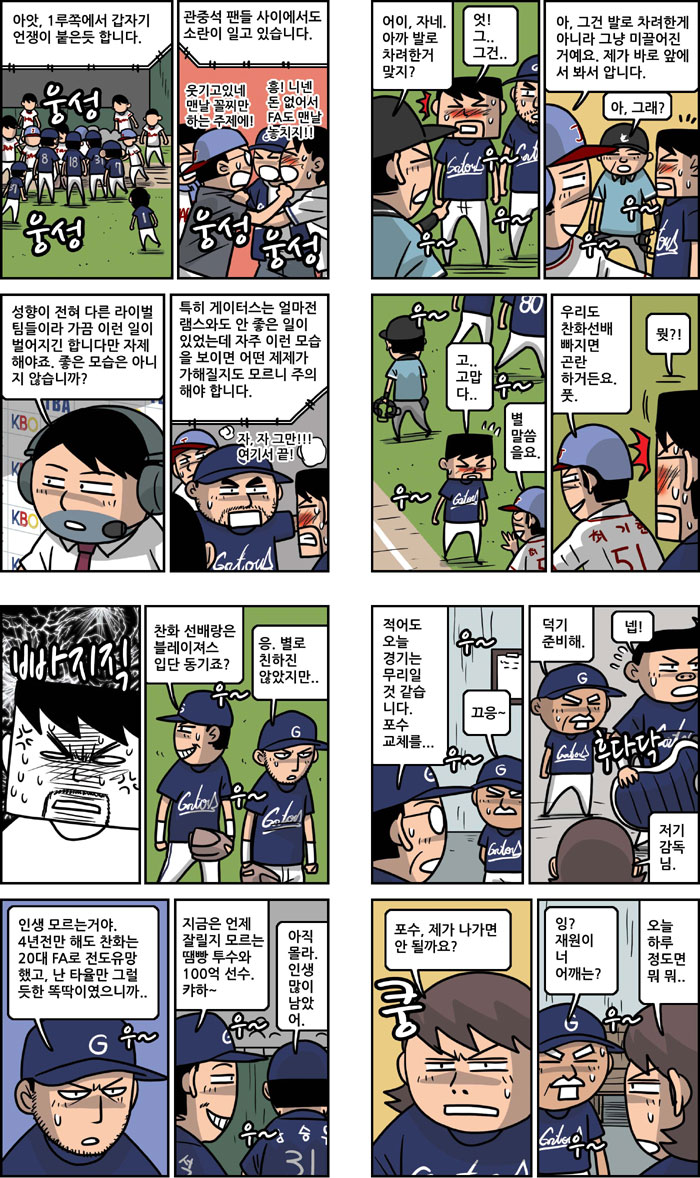 아앗, 1루쪽에서 갑자기
언쟁이 붙은듯 합니다.
웅성
웅성
관중석 팬들 사이에서도
소란이 일고 있습니다.
웃기고있네
맨날 꼴찌만
하는 주제에!
흥! 니넨
돈 없어서
FA도 맨날
놓치지!!
웅성
웅성
성향이 전혀 다른 라이벌
팀들이라 가끔 이런 일이
벌어지긴 합니다만 자제
해야죠. 좋은 모습은 아니
지 않습니까?
KBO
KBO
KBO
특히 게이터스는 얼마전
램스와도 안 좋은 일이
있었는데 자주 이런 모습
을 보이면 어떤 제제가
가해질지도 모르니 주의
해야 합니다.
자, 자 그만!!!
여기서 끝!
Gators
어이, 자네.
아까 발로
차려한거
맞지?
엇!
그..
그건..
Gators
우~
우~
아, 그건 발로 차려한게
아니라 그냥 미끌어진
거예요. 제가 바로 앞에
서 봐서 압니다.
아, 그래?
우~
우~
우~
80
고..
고맙
다..
Gators
우~
별
말씀
을요.
우리도
찬화선배
빠지면
곤란
하거든요.
풋.
뭣?!
허기한
51
빠지직
찬화 선배랑은
블레이져스
입단 동기죠?
우~
응. 별로
친하진
않았지만..
G
G
Gators
Gators
우~
인생 모르는거야.
4년전만 해도 찬화는
20대 FA로 전도유망
했고, 난 타율만 그럴
듯한 똑딱이였으니까..
우~
G
지금은 언제
잘릴지 모르는
땜빵 투수와
100억 선수.
캬하~
아직
몰라.
인생
많이
남았
어.
우~
우~
31
적어도
오늘
경기는
무리일
것 같습
니다.
포수
교체를...
우~
끄응~
우~
G
G
Gators
덕기
준비해.
넵!
G
후다닥
저기
감독
님.
포수, 제가 나가면
안 될까요?
쿵
잉?
재원이
너
어깨는?
오늘
하루
정도면
뭐 뭐..
우~
G
우~
Gators